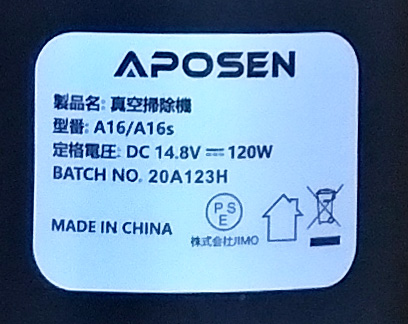 APOSEN
製品名: 真空掃除機
型番: A16/A16s
定格電圧: DC 14.8V ⎓ 120W
BATCH NO. 20A123H
MADE IN CHINA
PS
E
株式会社JIMO